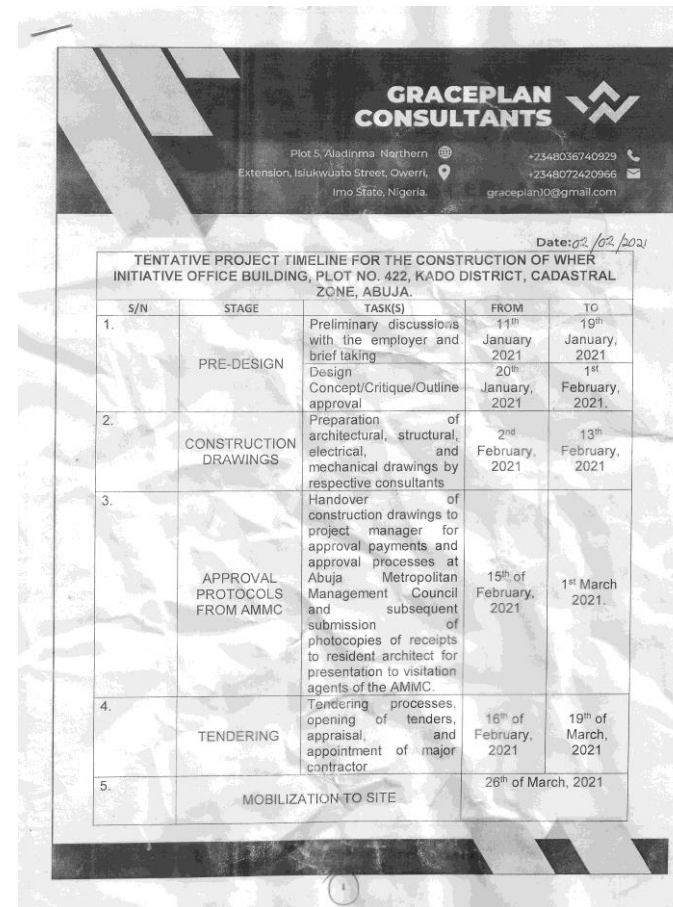 GRACEPLAN
CONSULTANTS
Plot 5, Aladinma Northern
Extension, Isiukwuato Street, Owerri,
Imo State, Nigeria.
+2348036740929
+2348072420966
graceplan10@gmail.com
Date:02/02/2021
TENTATIVE PROJECT TIMELINE FOR THE CONSTRUCTION OF WHER
INITIATIVE OFFICE BUILDING, PLOT NO. 422, KADO DISTRICT, CADASTRAL
ZONE, ABUJA.
S/N STAGE TASK(S) FROM TO
1.
PRE-DESIGN
Preliminary discussions
with the employer and
brief taking
11th
January
2021
19th
January,
2021
Design
Concept/Critique/Outline
approval
20th
January,
2021
1st
February,
2021.
2.
CONSTRUCTION
DRAWINGS
Preparation of
architectural, structural,
electrical, and
mechanical drawings by
respective consultants
2nd
February,
2021
13th
February,
2021
3.
APPROVAL
PROTOCOLS
FROM AMMC
Handover of
construction drawings to
project manager for
approval payments and
approval processes at
Abuja Metropolitan
Management Council
and subsequent
submission of
photocopies of receipts
to resident architect for
presentation to visitation
agents of the AMMC.
15th of
February,
2021
1st March
2021.
4.
TENDERING
Tendering processes,
opening of tenders,
appraisal, and
appointment of major
contractor
16th of
February,
2021
19th of
March,
2021
5.
MOBILIZATION TO SITE
26th of March, 2021
1